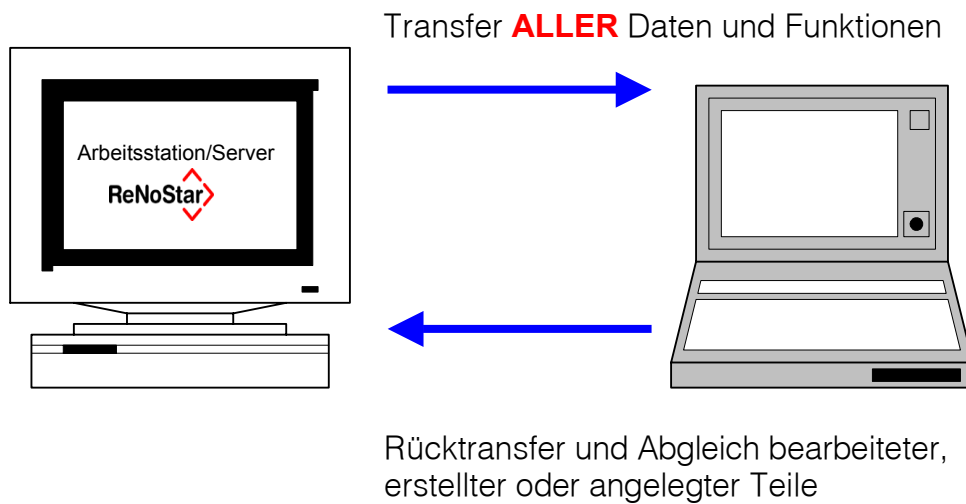 Transfer ALLER Daten und Funktionen
Arbeitsstation/Server
ReNoStar
Rücktransfer und Abgleich bearbeiteter,
erstellter oder angelegter Teile